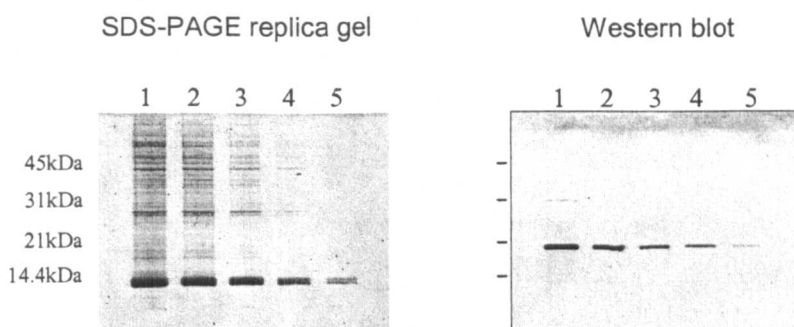 SDS-PAGE replica gel
Western blot
1 2 3 4 5
1 2 3 4 5
45kDa
31kDa
21kDa
14.4kDa